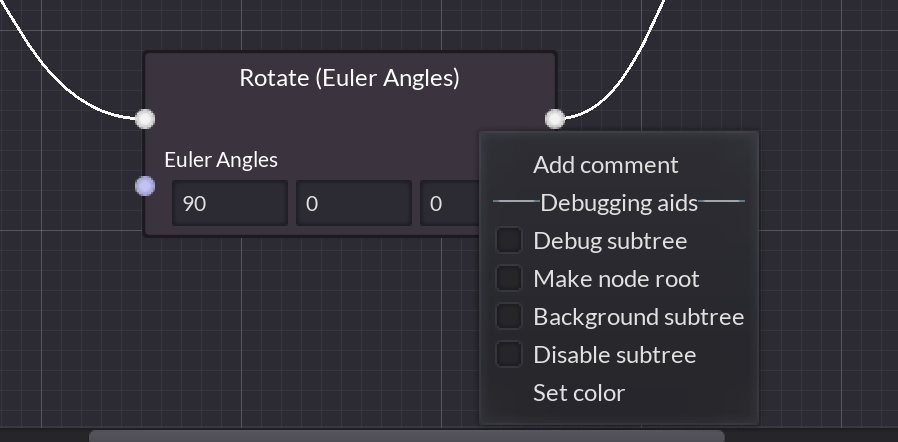 Rotate (Euler Angles)
Euler Angles
90 0 0
Add comment
Debugging aids
Debug subtree
Make node root
Background subtree
Disable subtree
Set color